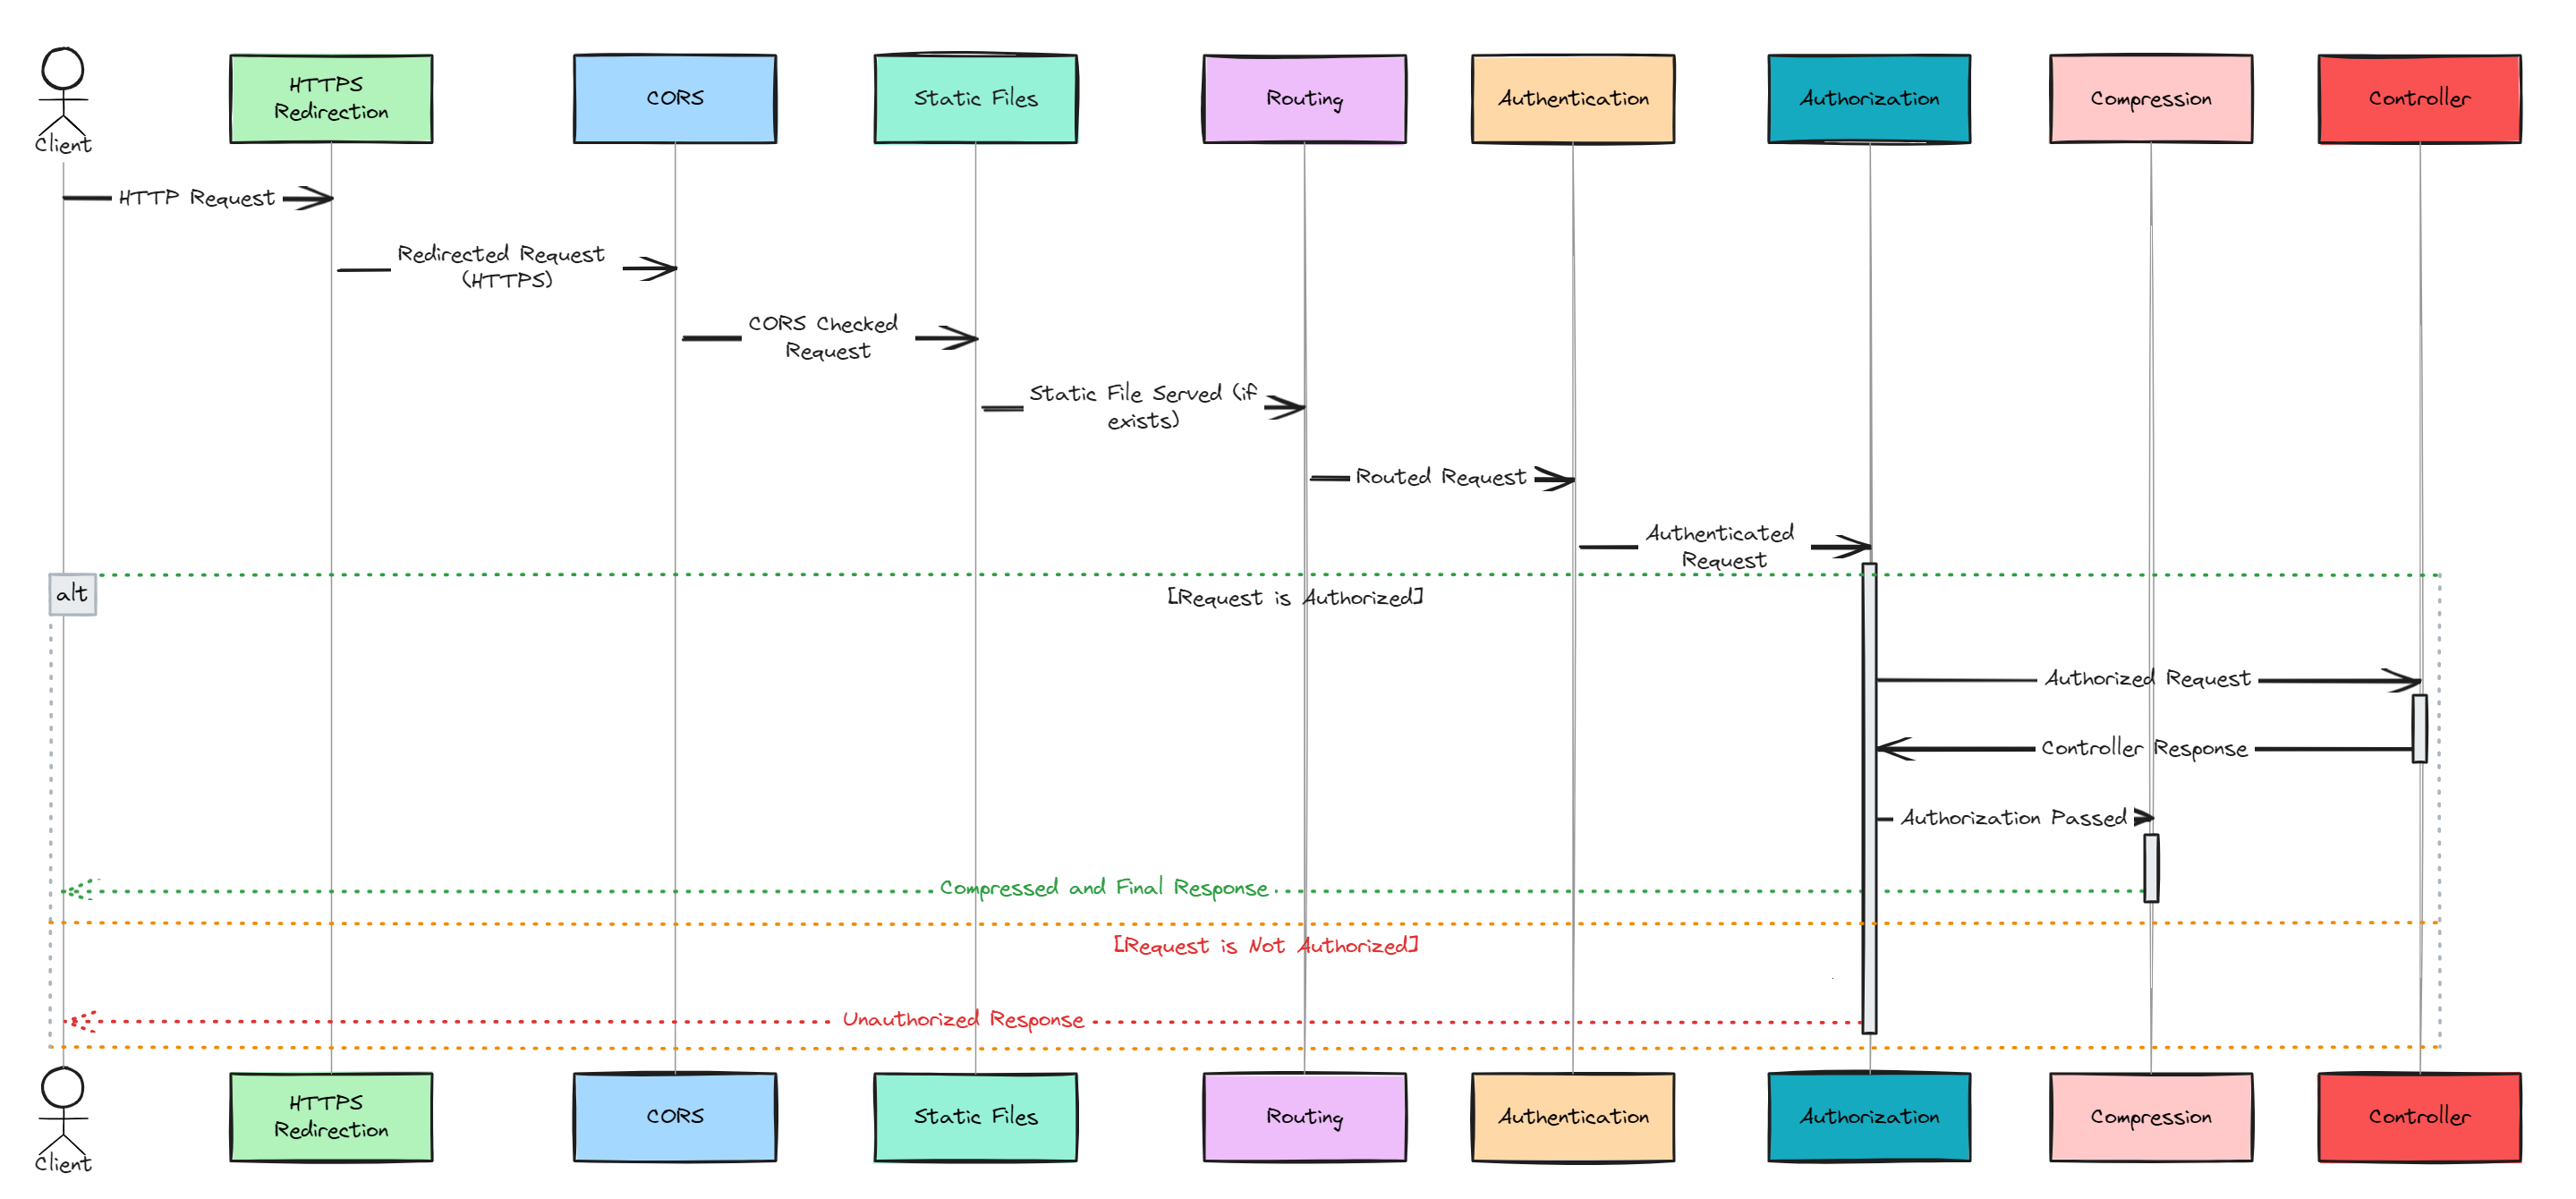 Client
HTTPS
Redirection
CORS
Static Files
Routing
Authentication
Authorization
Compression
Controller
HTTP Request
Redirected Request
(HTTPS)
CORS Checked
Request
Static File Served (if
exists)
Routed Request
Authenticated
Request
alt
[Request is Authorized]
Authorized Request
Controller Response
Authorization Passed
Compressed and Final Response
[Request is Not Authorized]
Unauthorized Response
Client
HTTPS
Redirection
CORS
Static Files
Routing
Authentication
Authorization
Compression
Controller